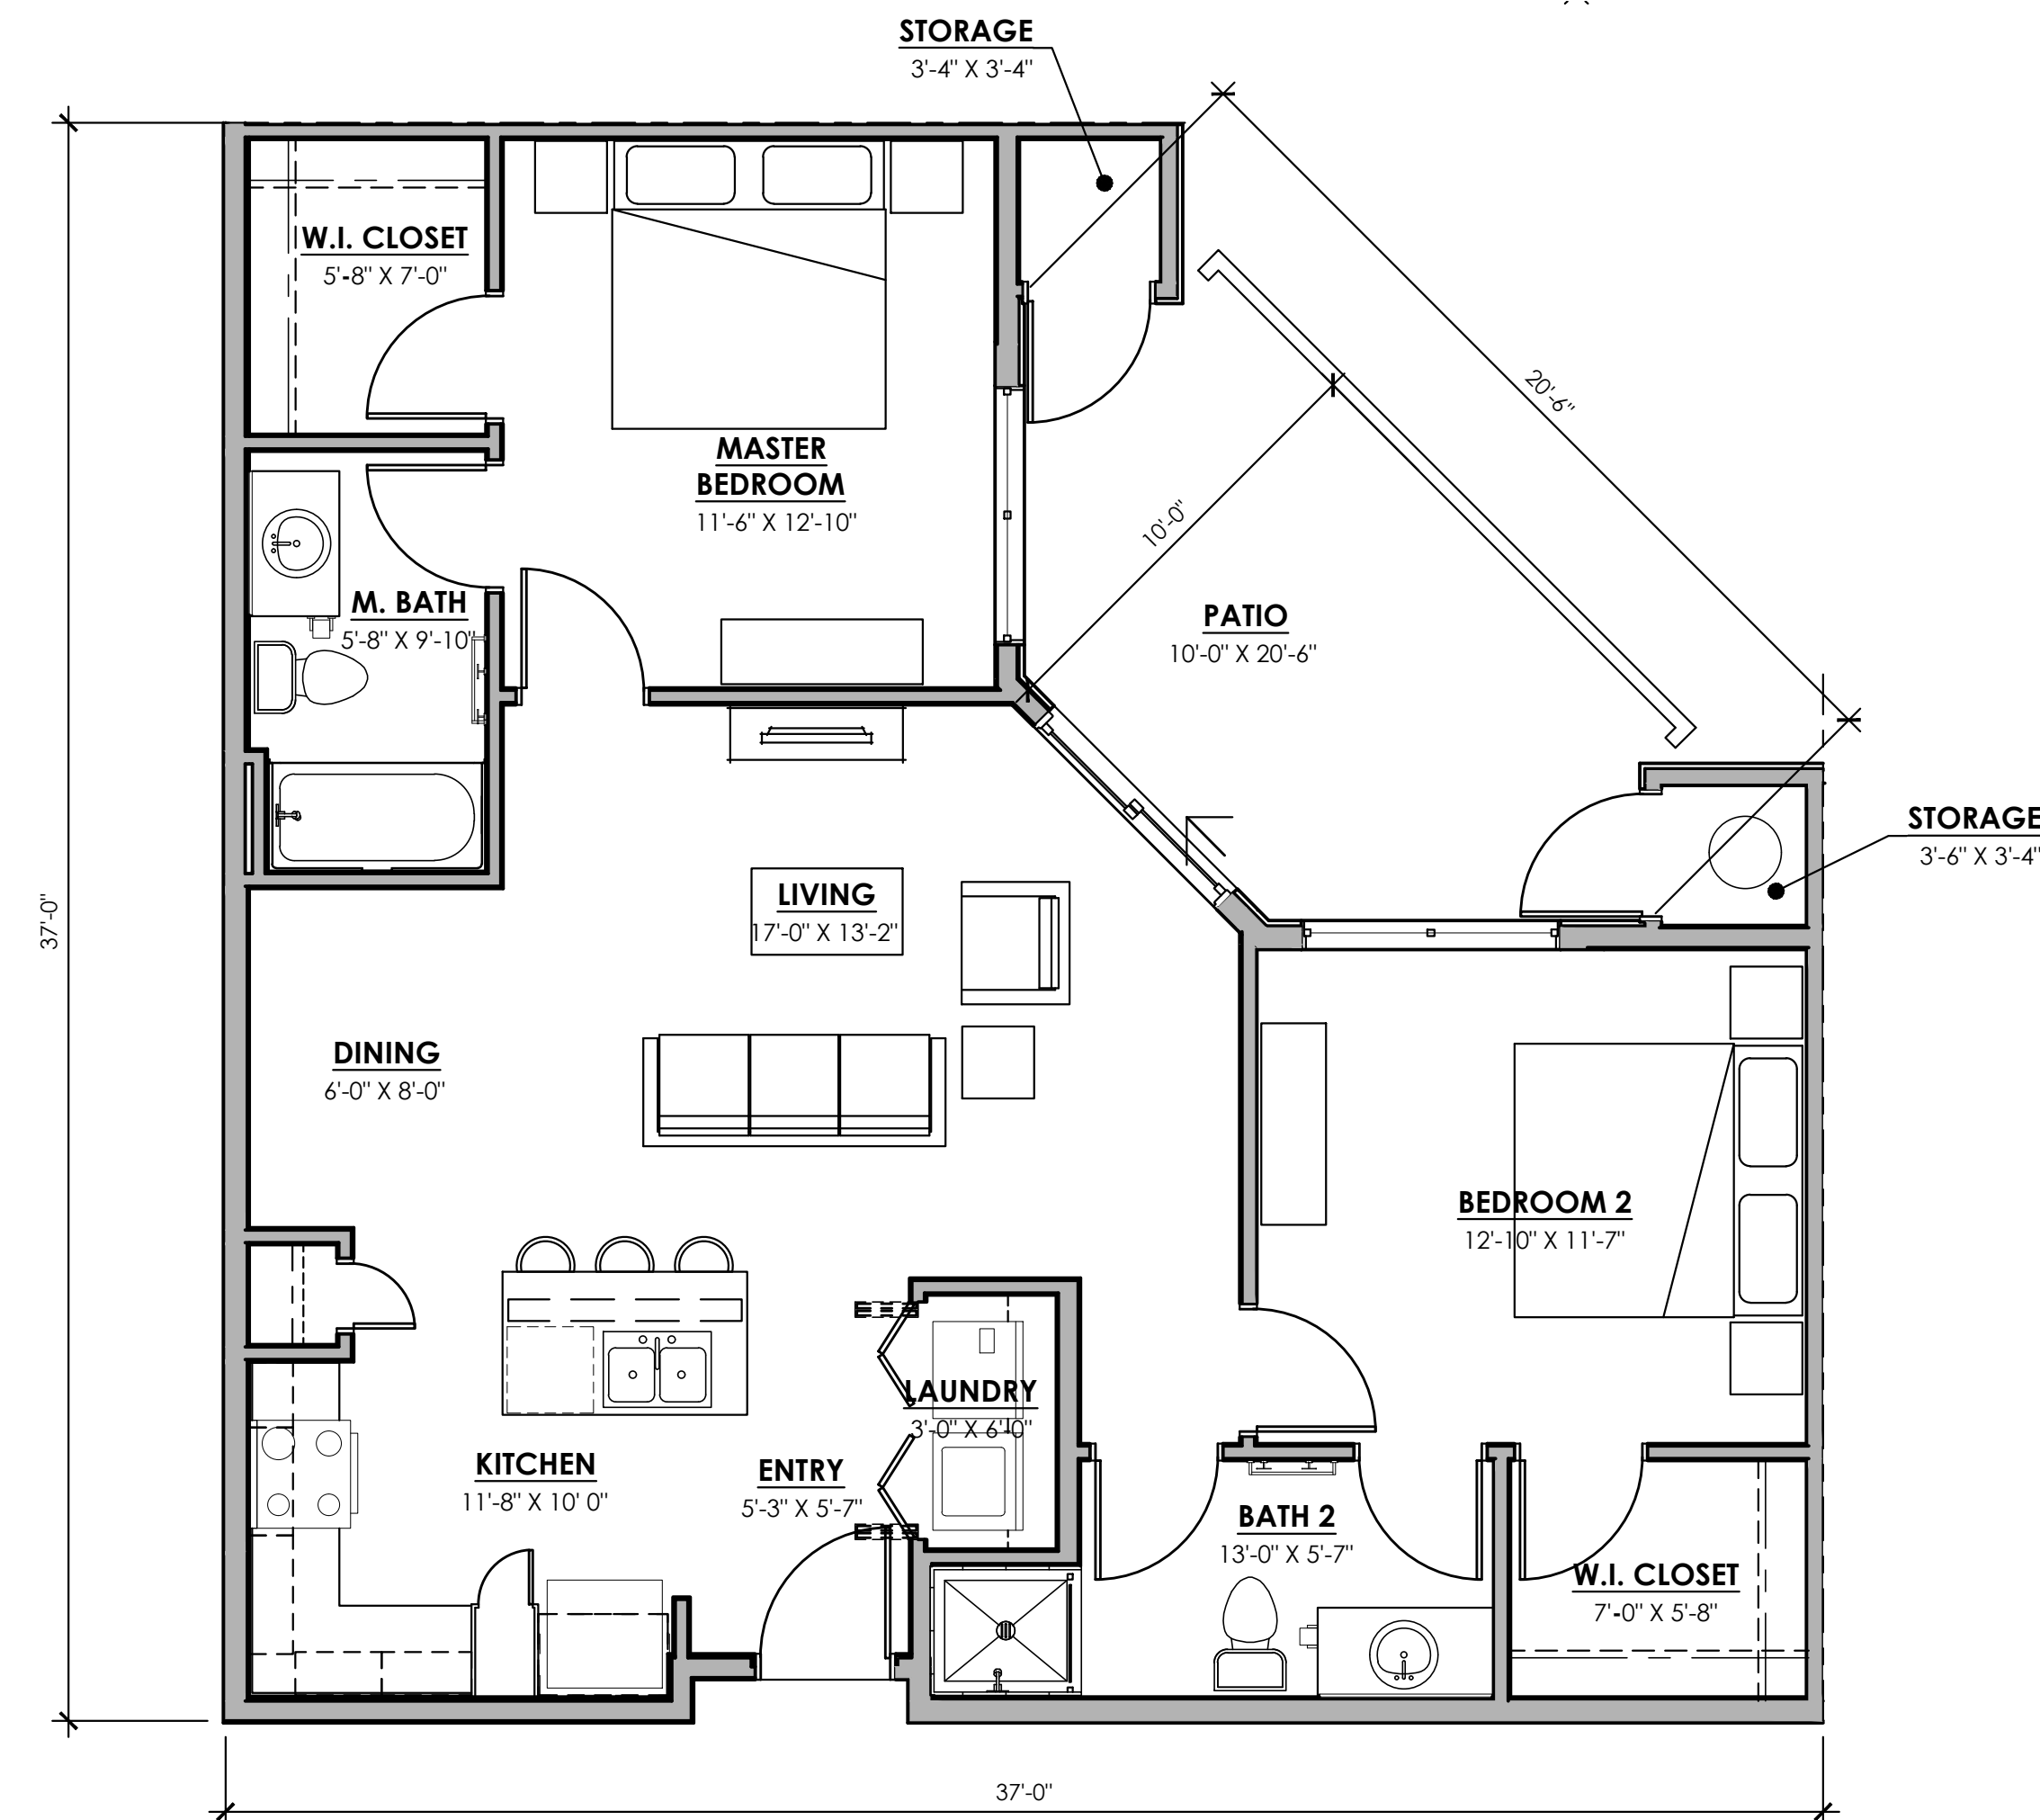 STORAGE
3'-4" X 3'-4"
W.I. CLOSET
5'-8" X 7'-0"
20'-6"
MASTER
BEDROOM
11'-6" X 12'-10"
10'-0"
M. BATH
5'-8" X 9'-10"
PATIO
10'-0" X 20'-6"
STORAGE
3'-6" X 3'-4"
LIVING
17'-0" X 13'-2"
37'-0"
DINING
6'-0" X 8'-0"
BEDROOM 2
12'-10" X 11'-7"
LAUNDRY
3'-0" X 6'-0"
KITCHEN
11'-8" X 10' 0"
ENTRY
5'-3" X 5'-7"
BATH 2
13'-0" X 5'-7"
W.I. CLOSET
7'-0" X 5'-8"
37'-0"